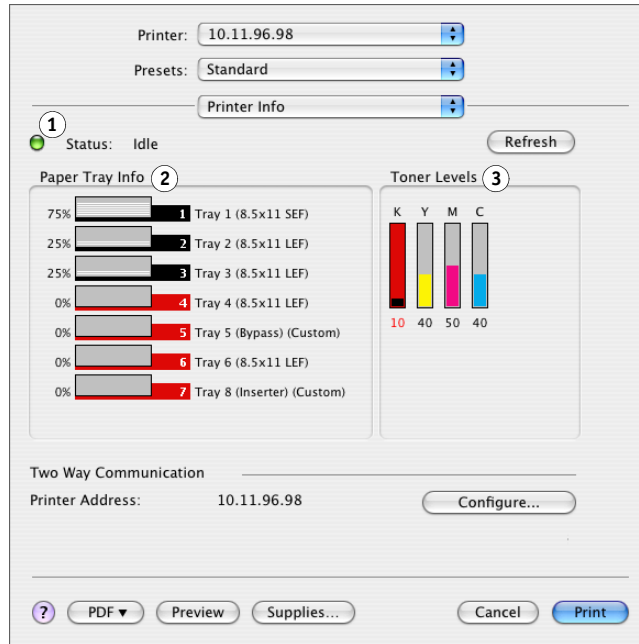 Printer: 10.11.96.98
Presets: Standard
Printer Info
1
Status: Idle
Refresh
Paper Tray Info 2
75% 1 Tray 1 (8.5x11 SEF)
25% 2 Tray 2 (8.5x11 LEF)
25% 3 Tray 3 (8.5x11 LEF)
0% 4 Tray 4 (8.5x11 LEF)
0% 5 Tray 5 (Bypass) (Custom)
0% 6 Tray 6 (8.5x11 LEF)
0% 7 Tray 8 (Inserter) (Custom)
Toner Levels 3
K Y M C
10 40 50 40
Two Way Communication
Printer Address: 10.11.96.98
Configure...
? PDF▼ Preview Supplies... Cancel Print